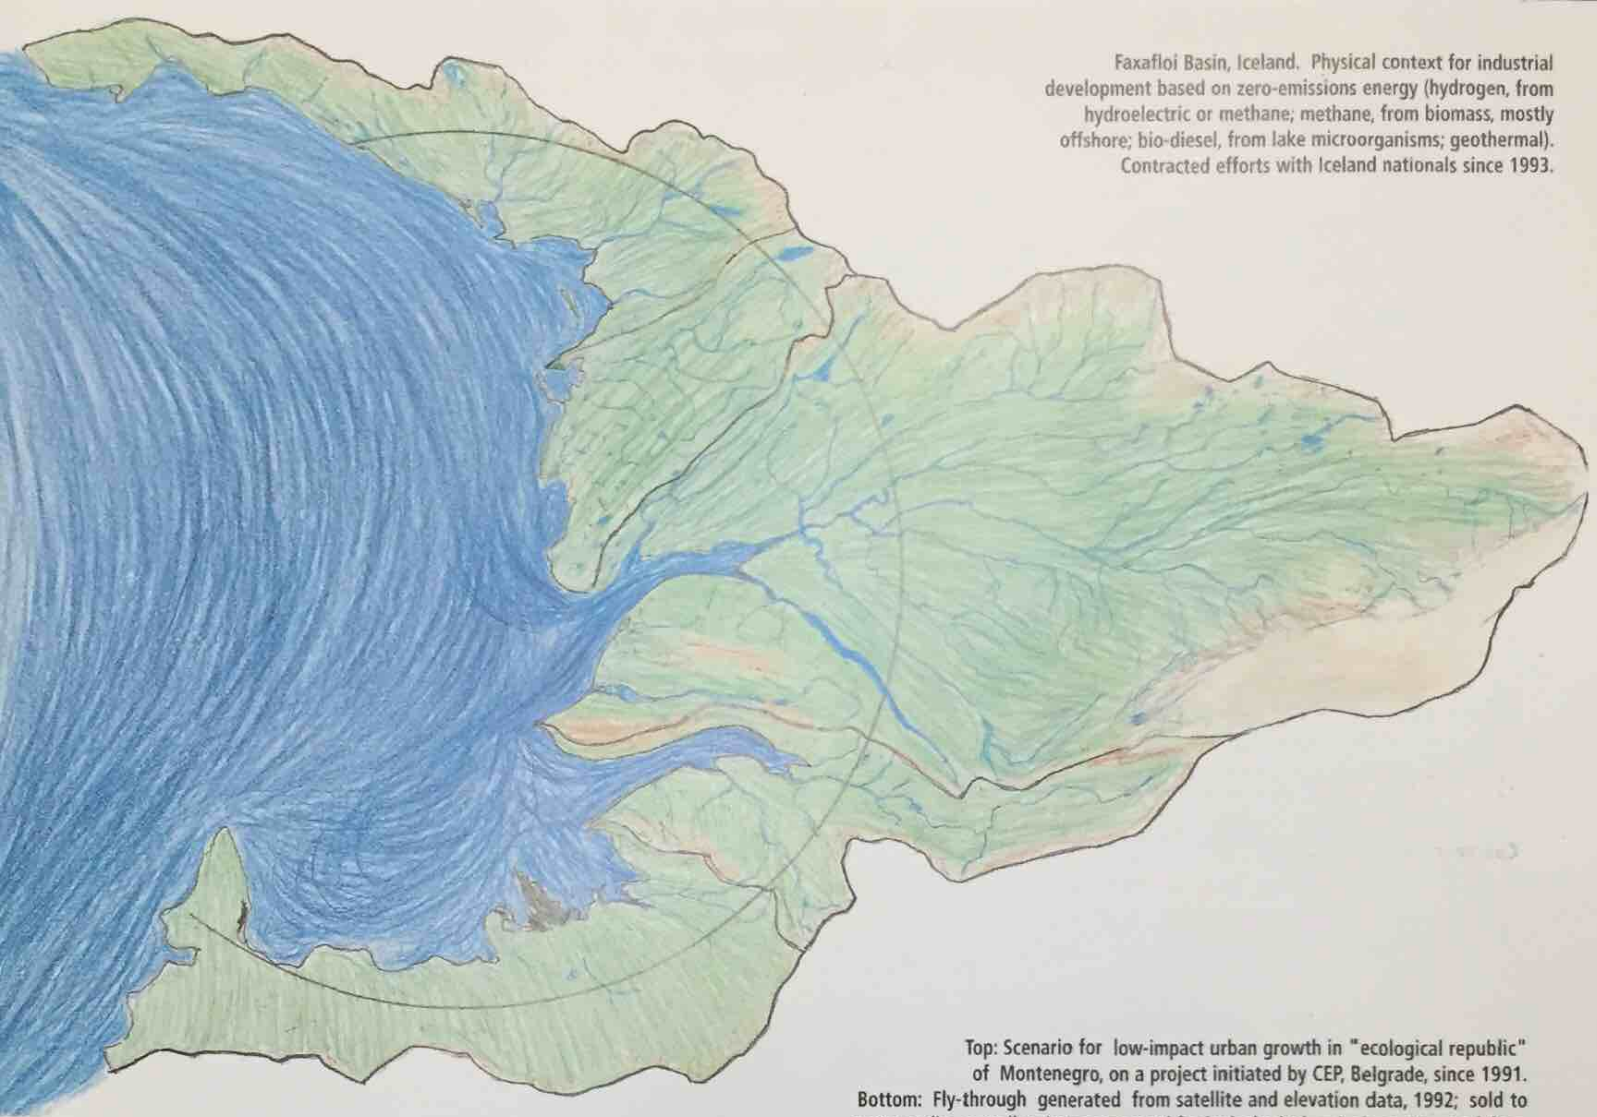 Faxafloi Basin, Iceland. Physical context for industrial
development based on zero-emissions energy (hydrogen, from
hydroelectric or methane; methane, from biomass, mostly
offshore; bio-diesel, from lake microorganisms; geothermal).
Contracted efforts with Iceland nationals since 1993.
Top: Scenario for low-impact urban growth in "ecological republic"
of Montenegro, on a project initiated by CEP, Belgrade, since 1991.
Bottom: Fly-through generated from satellite and elevation data, 1992; sold to